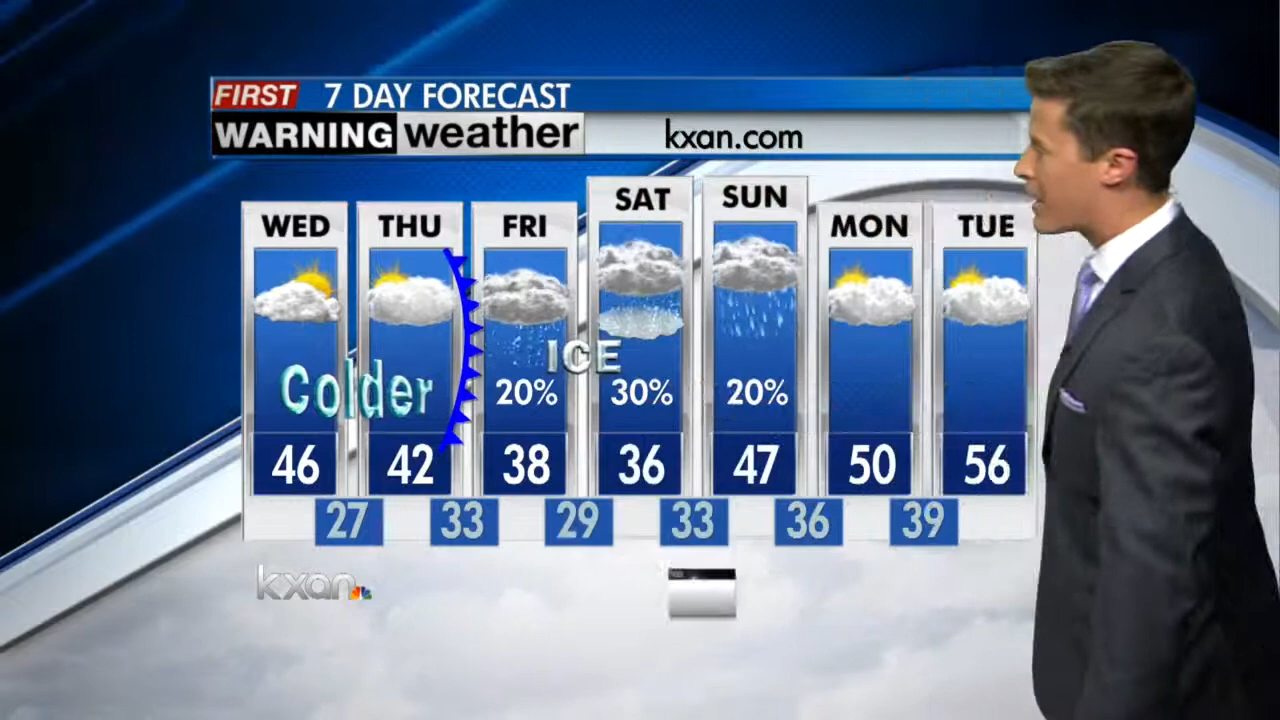 FIRST 7 DAY FORECAST
WARNING weather kxan.com
WED THU FRI SAT SUN MON TUE
Colder ICE
20% 30% 20%
46 42 38 36 47 50 56
27 33 29 33 36 39
kxan